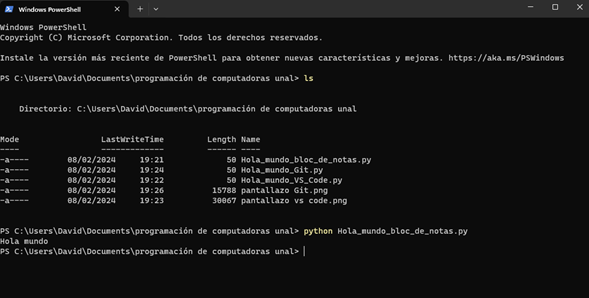 Windows PowerShell
Windows PowerShell
Copyright (C) Microsoft Corporation. Todos los derechos reservados.
Instale la versión más reciente de PowerShell para obtener nuevas características y mejoras. https://aka.ms/PSWindows
PS C:\Users\David\Documents\programación de computadoras unal> ls
Directorio: C:\Users\David\Documents\programación de computadoras unal
Mode LastWriteTime Length Name
---- ------------- ------ ----
-a---- 08/02/2024 19:21 50 Hola_mundo_bloc_de_notas.py
-a---- 08/02/2024 19:24 50 Hola_mundo_Git.py
-a---- 08/02/2024 19:22 50 Hola_mundo_VS_Code.py
-a---- 08/02/2024 19:26 15788 pantallazo Git.png
-a---- 08/02/2024 19:23 30067 pantallazo vs code.png
PS C:\Users\David\Documents\programación de computadoras unal> python Hola_mundo_bloc_de_notas.py
Hola mundo
PS C:\Users\David\Documents\programación de computadoras unal>